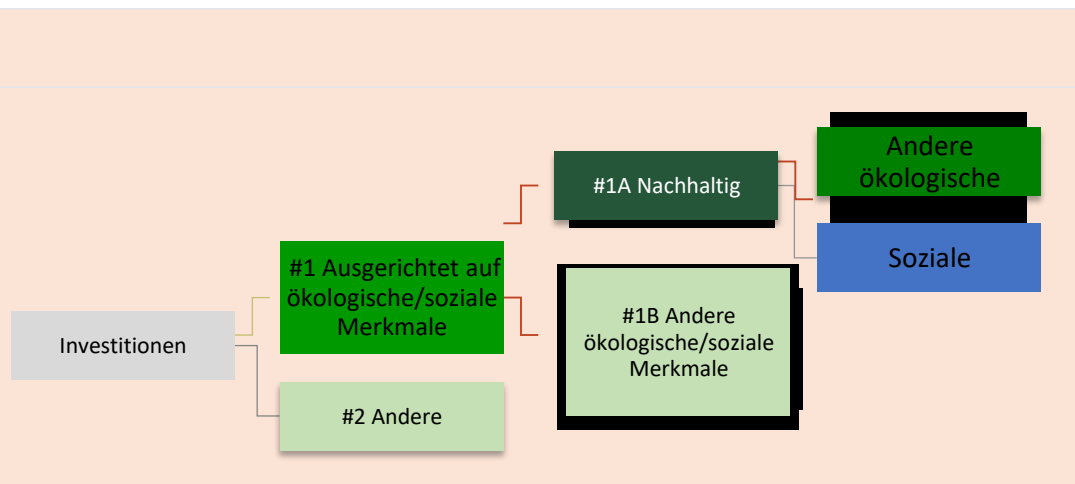 Investitionen
#1 Ausgerichtet auf
ökologische/soziale
Merkmale
#2 Andere
#1A Nachhaltig
#1B Andere
ökologische/soziale
Merkmale
Andere
ökologische
Soziale